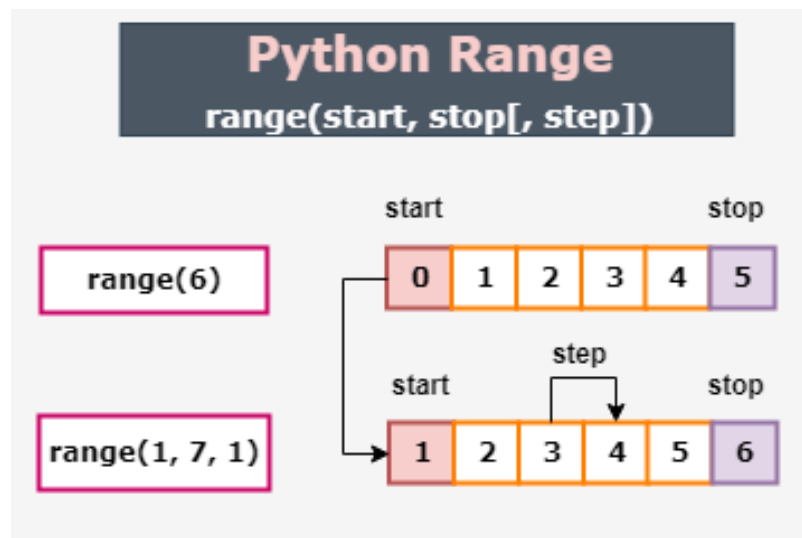 Python Range
range(start, stop[, step])
start stop
range(6) 0 1 2 3 4 5
step
start stop
range(1, 7, 1) 1 2 3 4 5 6